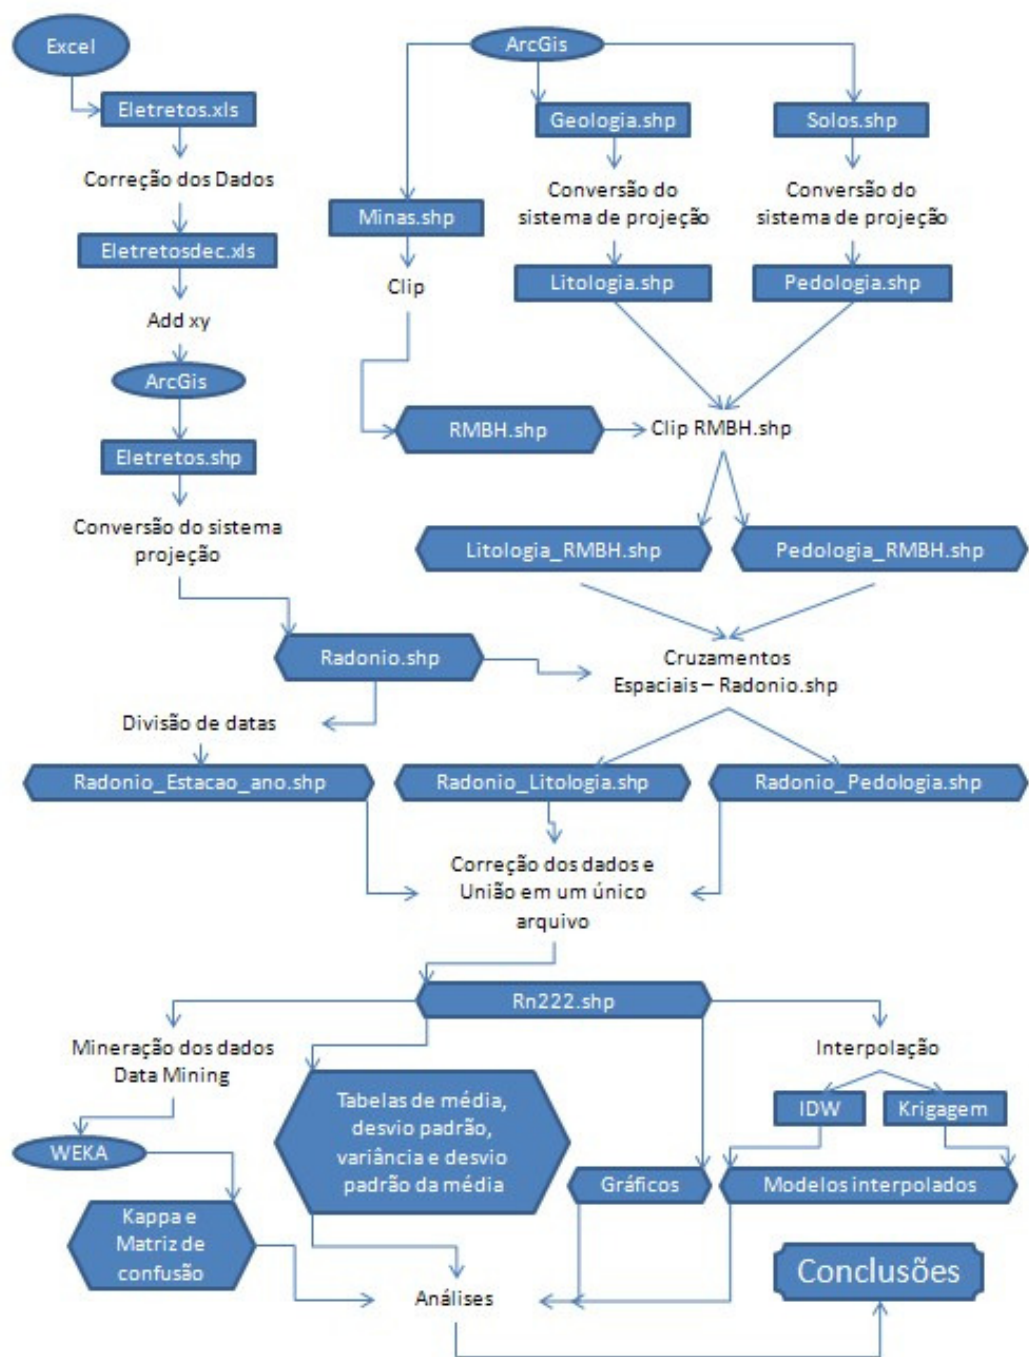 Excel
ArcGis
Eletretos.xls
Geologia.shp
Solos.shp
Correção dos Dados
Conversão do
sistema de projeção
Conversão do
sistema de projeção
Minas.shp
Eletretosdec.xls
Clip
Litologia.shp
Pedologia.shp
Add xy
ArcGis
RMBH.shp
Clip RMBH.shp
Eletretos.shp
Conversão do sistema
projeção
Litologia_RMBH.shp
Pedologia_RMBH.shp
Radonio.shp
Cruzamentos
Espaciais – Radonio.shp
Divisão de datas
Radonio_Estacao_ano.shp
Radonio_Litologia.shp
Radonio_Pedologia.shp
Correção dos dados e
União em um único
arquivo
Rn222.shp
Mineração dos dados
Data Mining
Interpolação
Tabelas de média,
desvio padrão,
variância e desvio
padrão da média
IDW
Krigagem
WEKA
Gráficos
Modelos interpolados
Kappa e
Matriz de
confusão
Análises
Conclusões